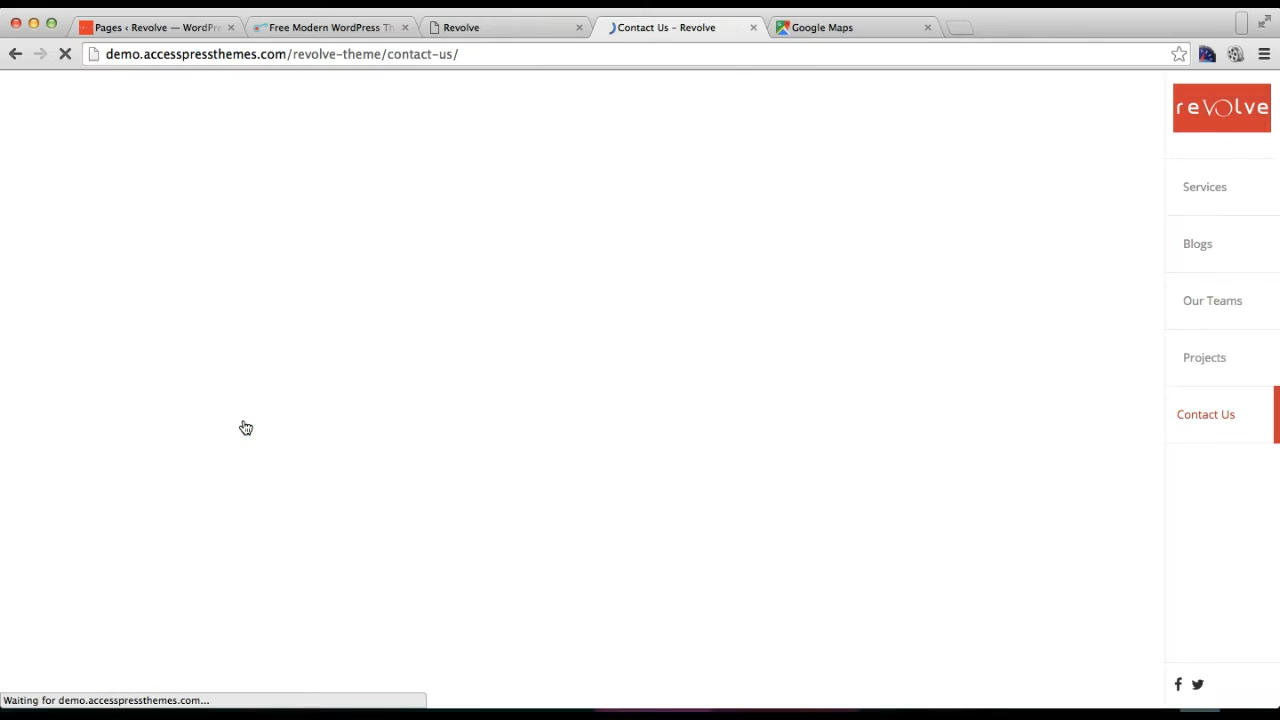 Pages ‹ Revolve — WordPre
Free Modern WordPress Th
Revolve
Contact Us – Revolve
Google Maps
demo.accesspressthemes.com/revolve-theme/contact-us/
revolve
Services
Blogs
Our Teams
Projects
Contact Us
Waiting for demo.accesspressthemes.com...